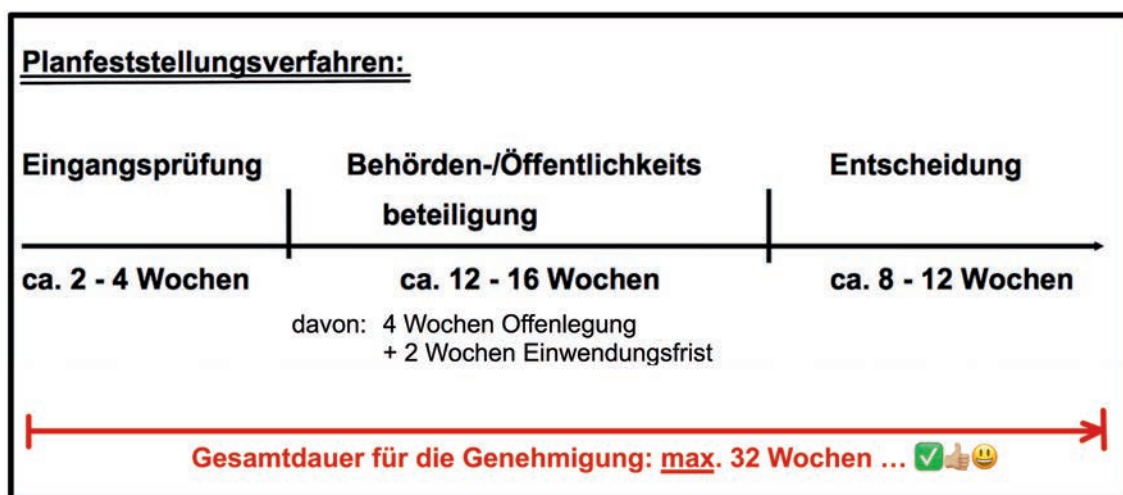 Planfeststellungsverfahren:
Eingangsprüfung
Behörden-/Öffentlichkeits
beteiligung
Entscheidung
ca. 2 - 4 Wochen
ca. 12 - 16 Wochen
ca. 8 - 12 Wochen
davon: 4 Wochen Offenlegung
+ 2 Wochen Einwendungsfrist
Gesamtdauer für die Genehmigung: max. 32 Wochen ... ✅👍🏼😃